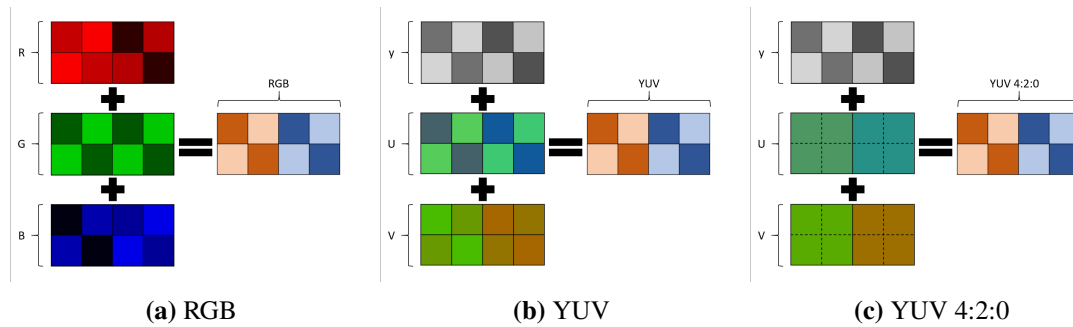 R
G
B
RGB
(a) RGB
y
U
V
YUV
(b) YUV
y
U
V
YUV 4:2:0
(c) YUV 4:2:0